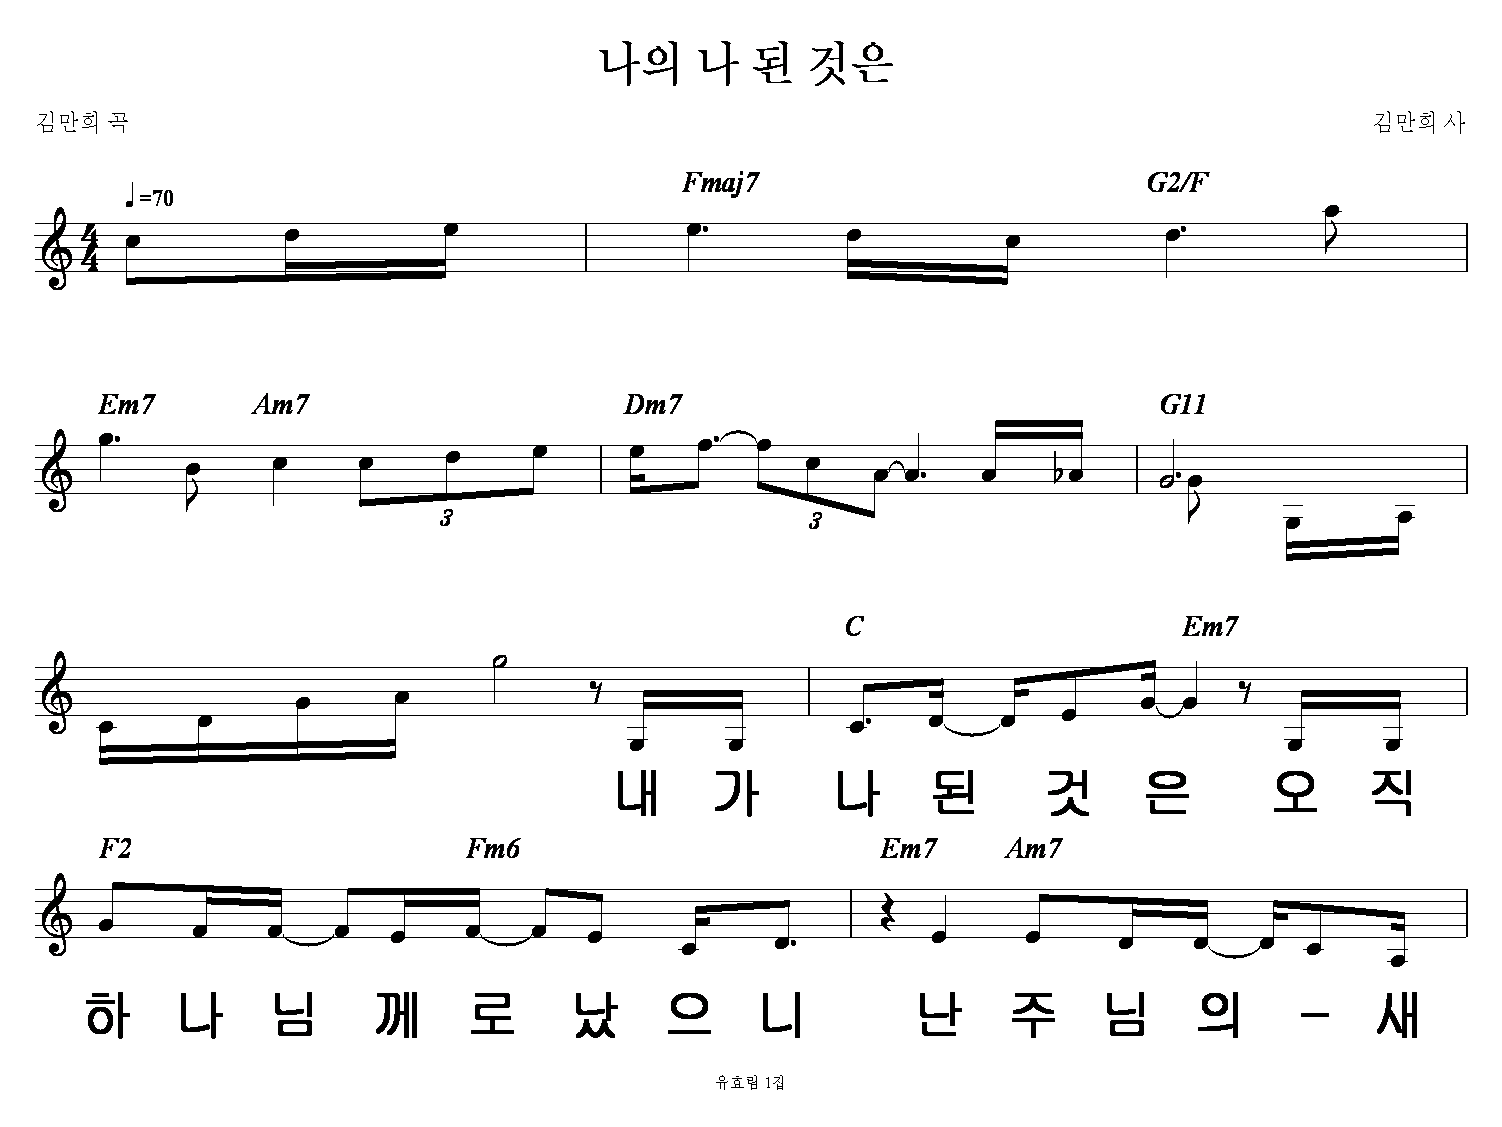 나의 나 된 것은
김만희 곡 김만희 사
♩=70 Fmaj7 G2/F
4
4
Em7 Am7 Dm7 G11
3 3
C Em7
내 가 나 된 것 은 오 직
F2 Fm6 Em7 Am7
하 나 님 께 로 났 으 니 난 주 님 의 - 새
유효림 1집